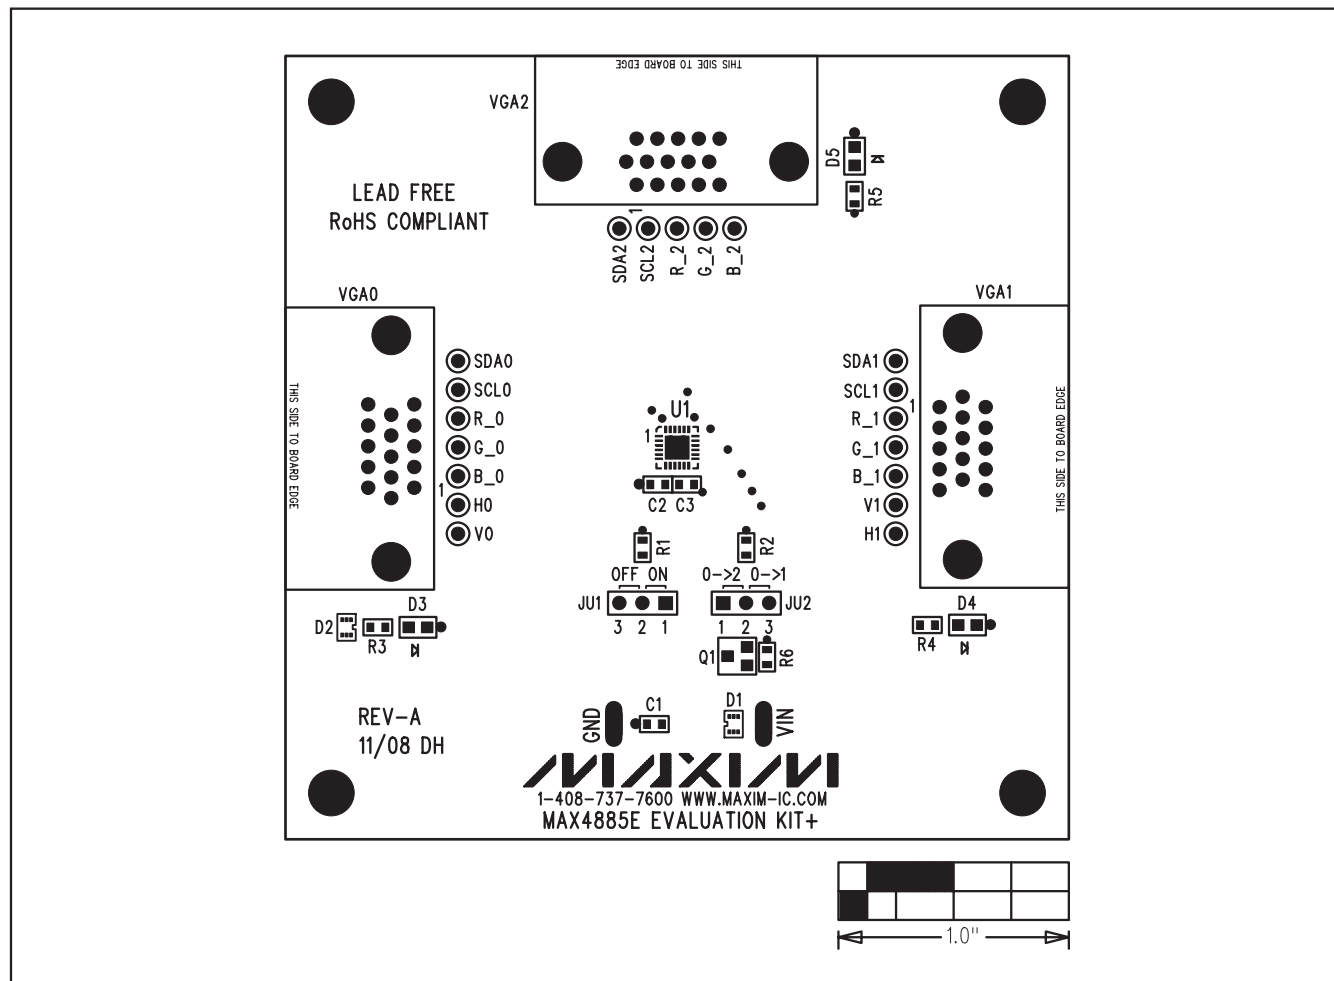 THIS SIDE TO BOARD EDGE
VGA2
D5
R5
LEAD FREE
RoHS COMPLIANT
1
SDA2
SCL2
R_2
G_2
B_2
VGA0
VGA1
THIS SIDE TO BOARD EDGE
SDA0
SCL0
R_0
G_0
B_0
1
H0
V0
U1
1
C2 C3
SDA1
SCL1
1
R_1
G_1
B_1
V1
H1
THIS SIDE TO BOARD EDGE
R1
R2
OFF ON
0->2 0->1
JU1
JU2
3 2 1
1 2 3
D2
R3
D3
Q1
R6
R4
D4
REV-A
11/08 DH
GND
C1
D1
VIN
MAXIM
1-408-737-7600 WWW.MAXIM-IC.COM
MAX4885E EVALUATION KIT+
1.0"